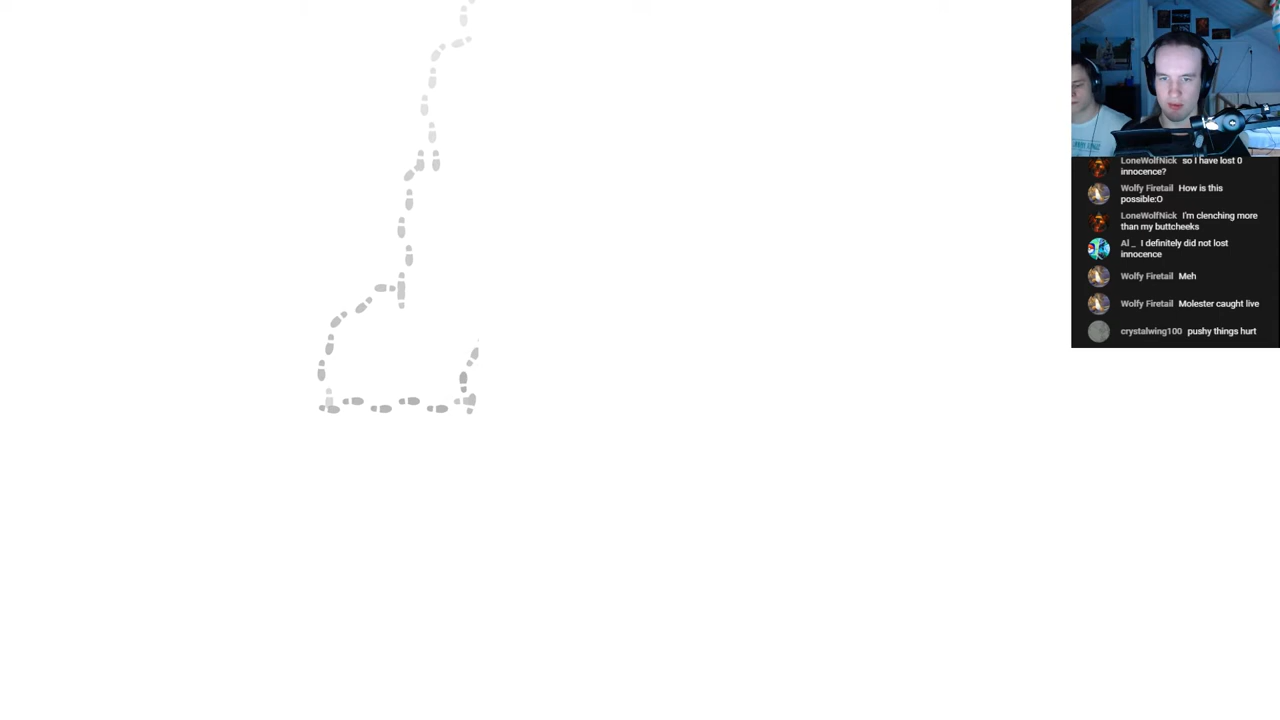 LoneWolfNick so I have lost 0
innocence?
Wolfy Firetail How is this
possible:O
LoneWolfNick I'm clenching more
than my buttcheeks
Al _ I definitely did not lost
innocence
Wolfy Firetail Meh
Wolfy Firetail Molester caught live
crystalwing100 pushy things hurt